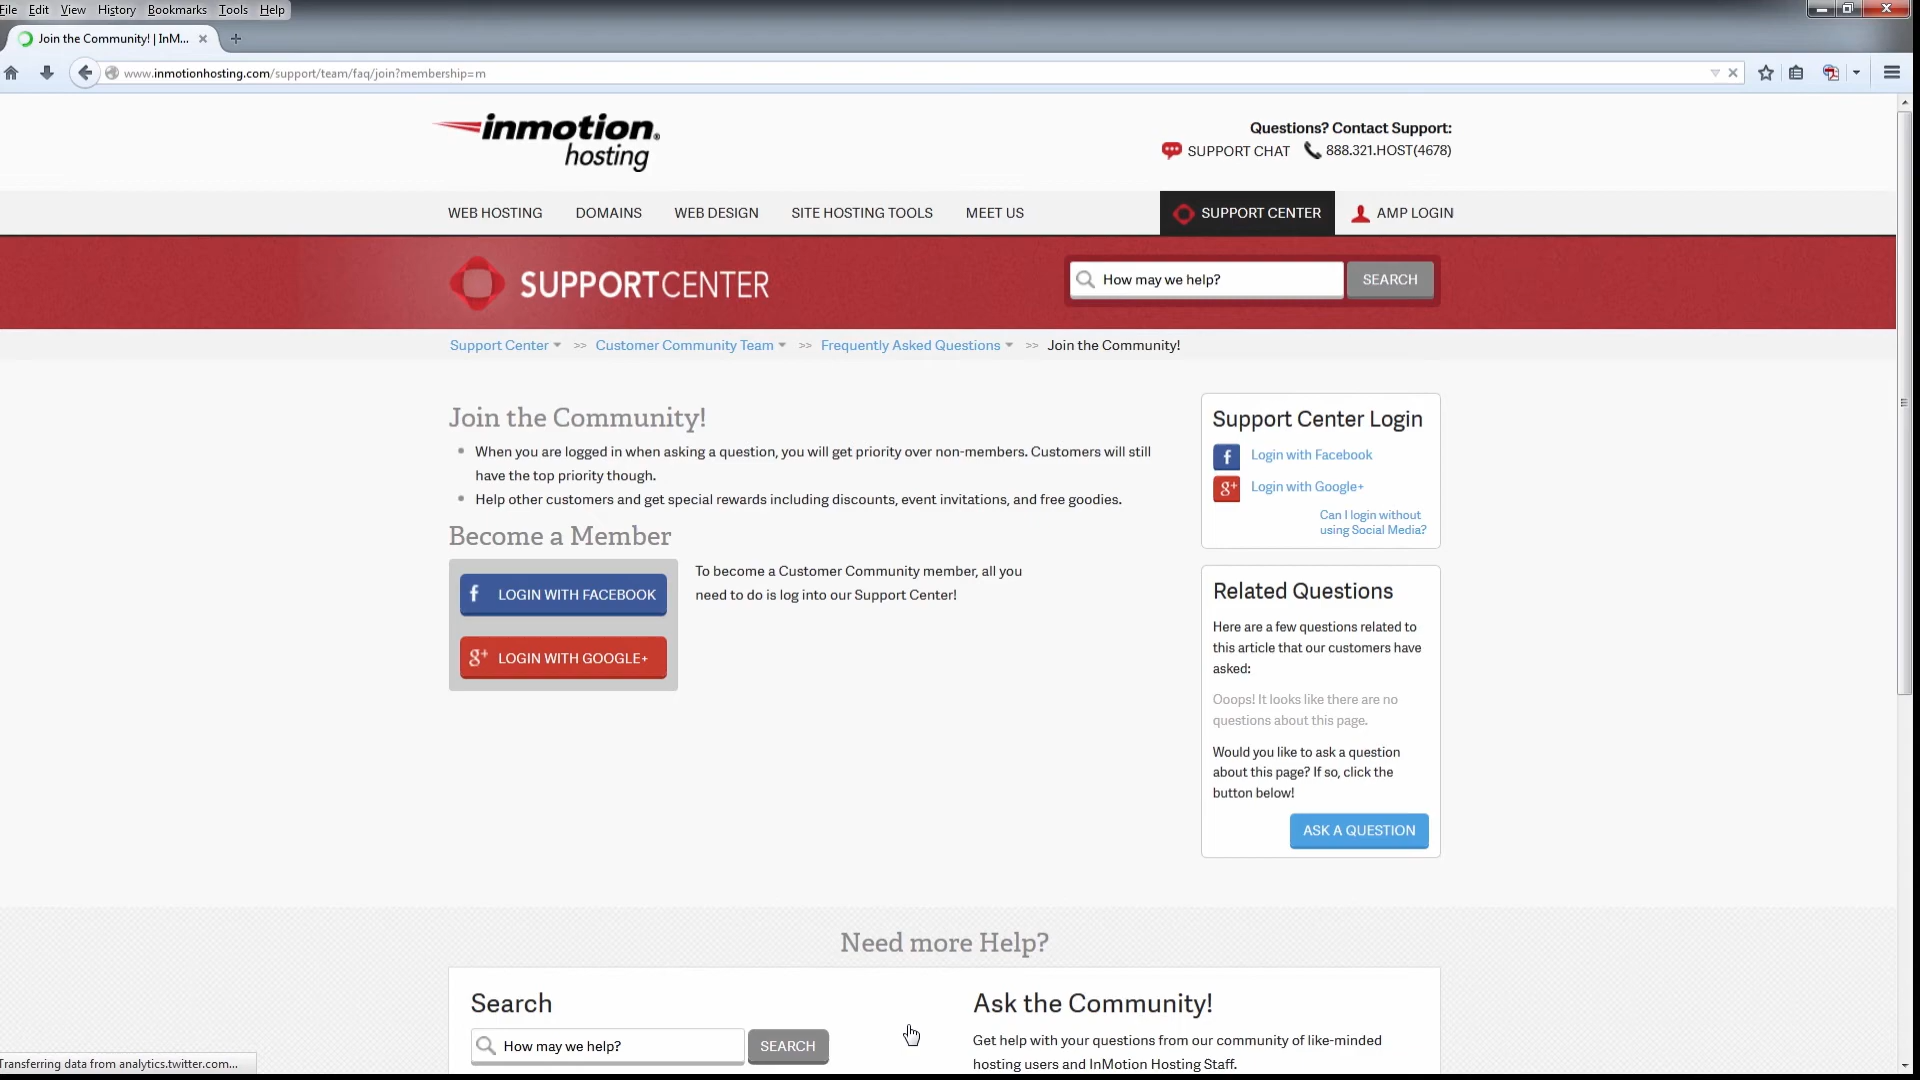 File Edit View History Bookmarks Tools Help
Join the Community! | InM...
www.inmotionhosting.com/support/team/faq/join?membership=m
inmotion
hosting
Questions? Contact Support:
SUPPORT CHAT 888.321.HOST(4678)
WEB HOSTING DOMAINS WEB DESIGN SITE HOSTING TOOLS MEET US SUPPORT CENTER AMP LOGIN
SUPPORTCENTER
How may we help? SEARCH
Support Center >> Customer Community Team >> Frequently Asked Questions >> Join the Community!
Join the Community!
When you are logged in when asking a question, you will get priority over non-members. Customers will still
have the top priority though.
Help other customers and get special rewards including discounts, event invitations, and free goodies.
Become a Member
f LOGIN WITH FACEBOOK
g+ LOGIN WITH GOOGLE+
To become a Customer Community member, all you
need to do is log into our Support Center!
Support Center Login
f Login with Facebook
g+ Login with Google+
Can I login without
using Social Media?
Related Questions
Here are a few questions related to
this article that our customers have
asked:
Ooops! It looks like there are no
questions about this page.
Would you like to ask a question
about this page? If so, click the
button below!
ASK A QUESTION
Need more Help?
Search
How may we help? SEARCH
Ask the Community!
Get help with your questions from our community of like-minded
hosting users and InMotion Hosting Staff.
Transferring data from analytics.twitter.com...